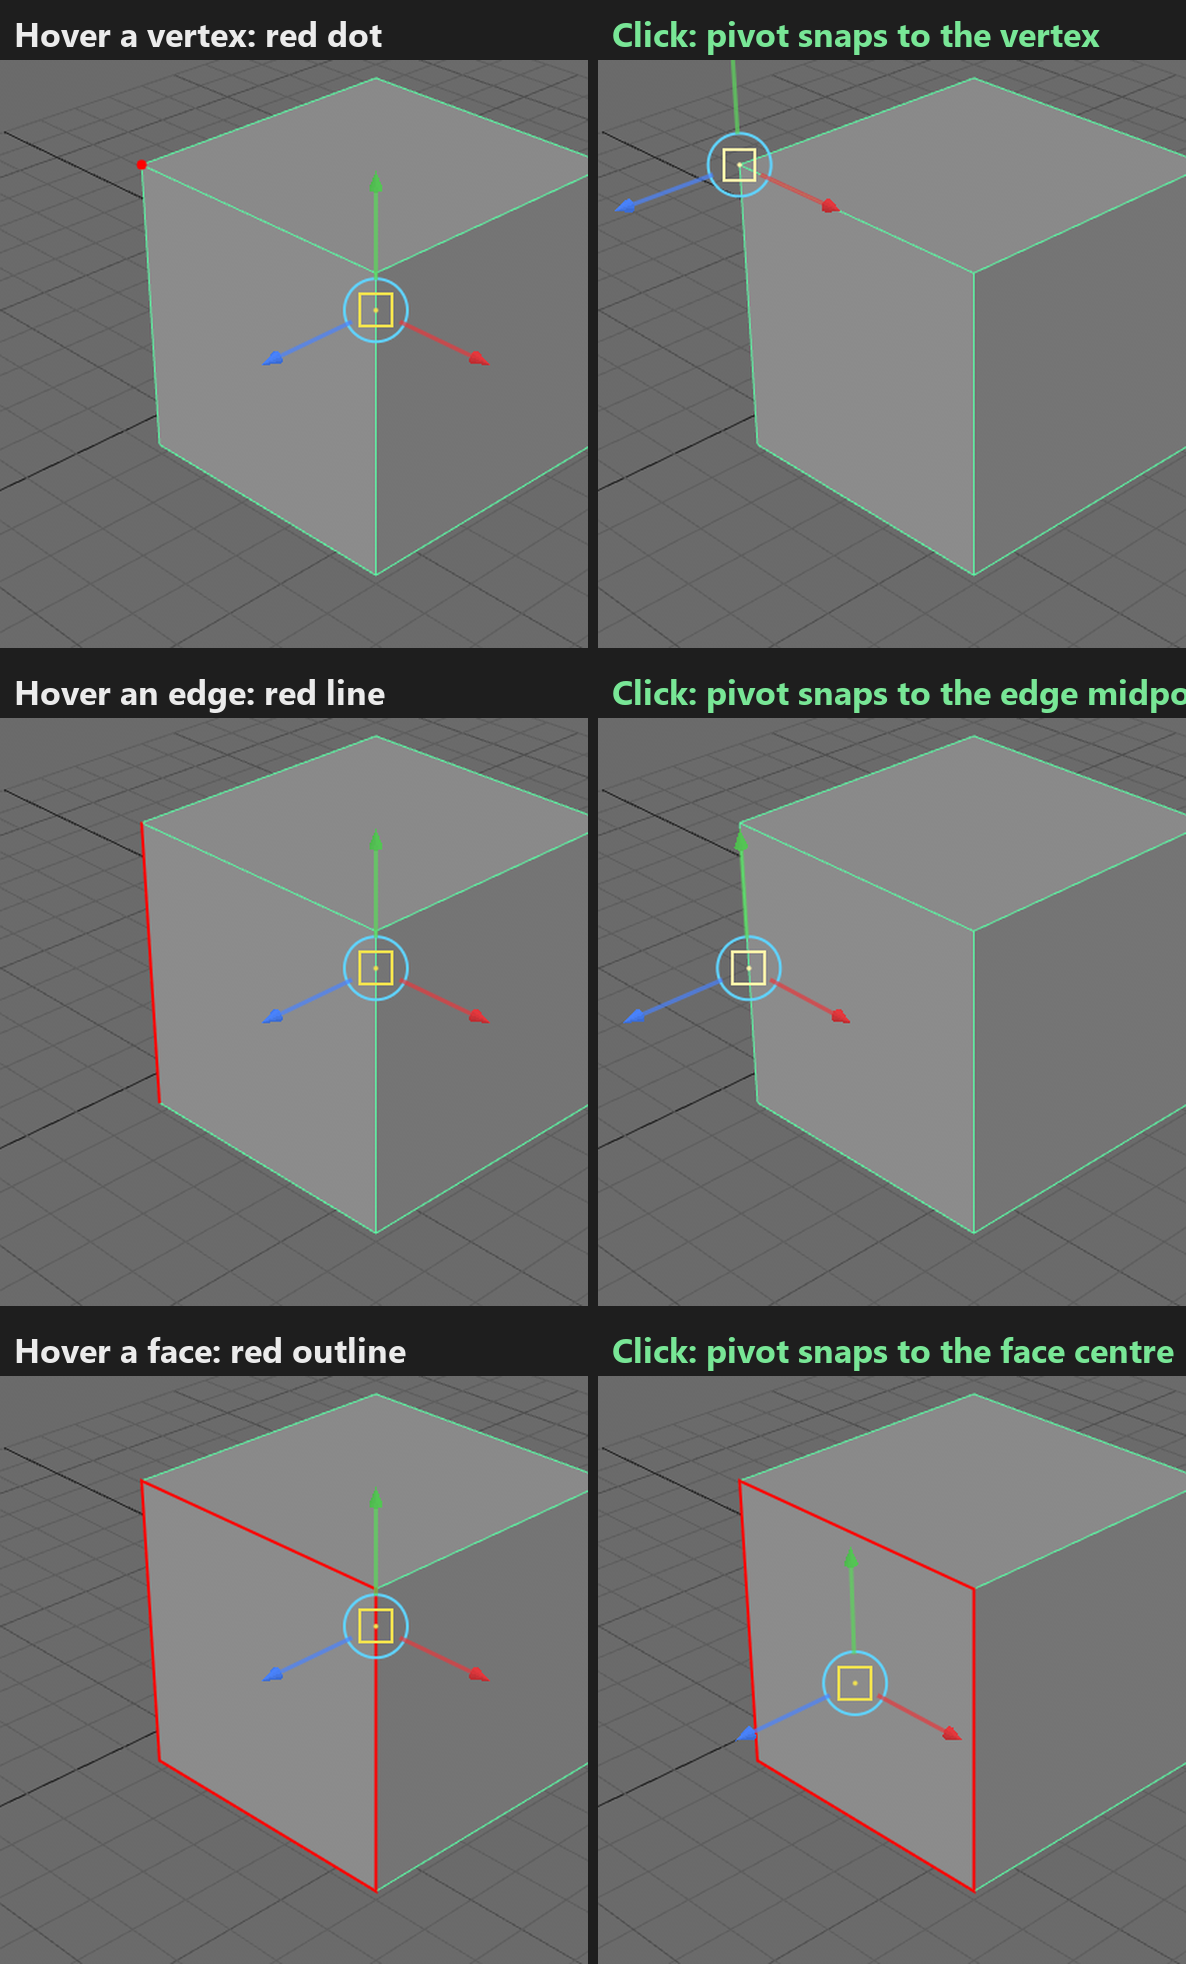 Hover a vertex: red dot
Click: pivot snaps to the vertex
Hover an edge: red line
Click: pivot snaps to the edge midpo
Hover a face: red outline
Click: pivot snaps to the face centre